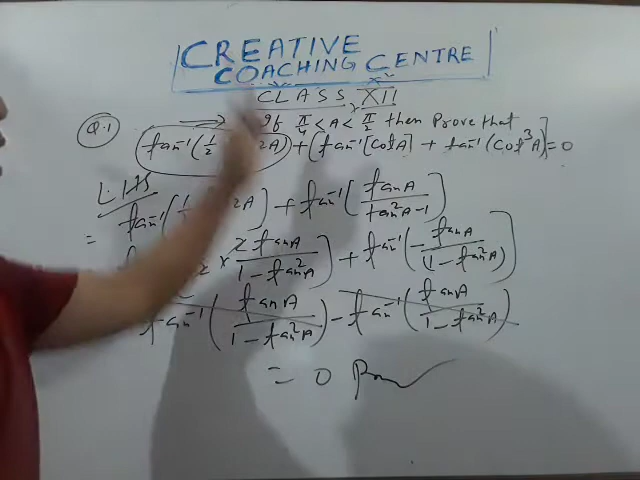 CREATIVE
COACHING CENTRE
CLASS XII
Q.1 ⇒ If π/4 < A < π/2 then Prove that
tan⁻¹(1/2 2A) + [tan⁻¹[cotA] + tan⁻¹(cot³A] = 0
L.H.S
= tan⁻¹(1/ 2A) + tan⁻¹(tanA/tan²A-1)
2 × 2tanA/1-tan²A) + tan⁻¹(-tanA/(1-tan²A))
tan⁻¹(tanA/1-tan²A) - tan⁻¹(tanA/1-tan²A)
= 0